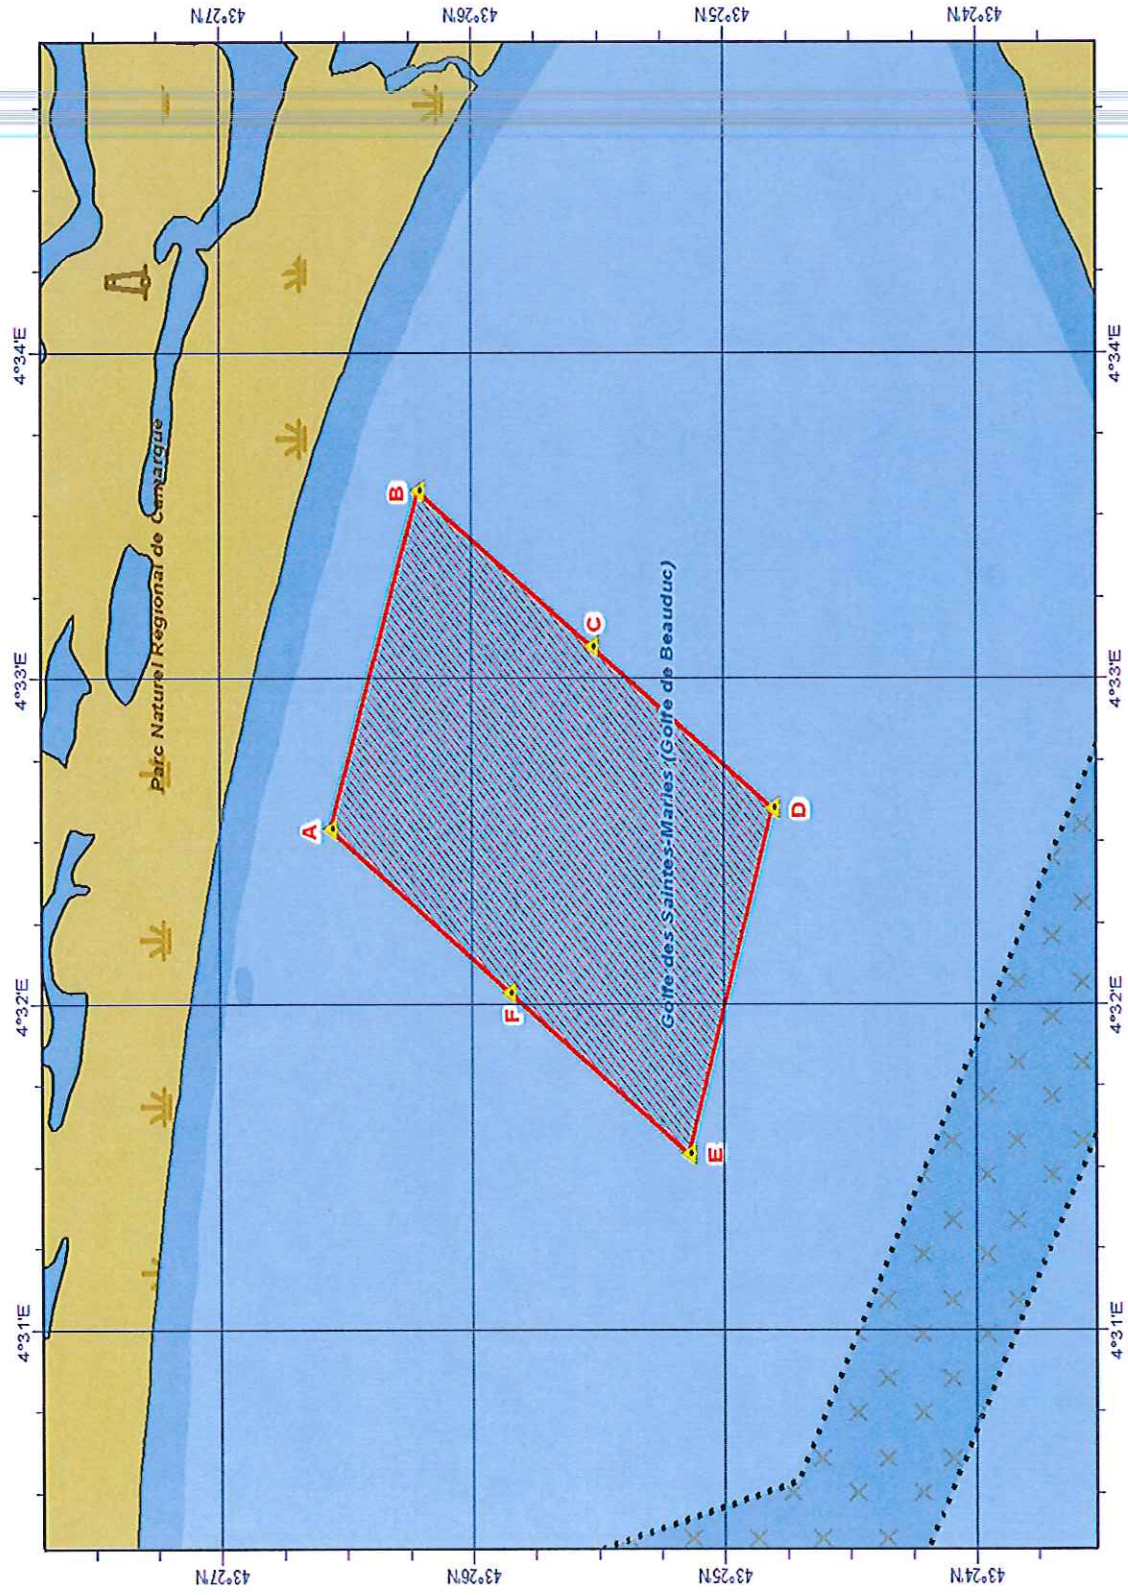 43°27'N
43°26'N
43°25'N
43°24'N
4°34'E
4°34'E
Parc Naturel Régional de Camargue
B
C
4°33'E
4°33'E
Golfe des Saintes-Maries (Golfe de Beauduc)
A
D
F
4°32'E
4°32'E
E
4°31'E
4°31'E
43°27'N
43°26'N
43°25'N
43°24'N